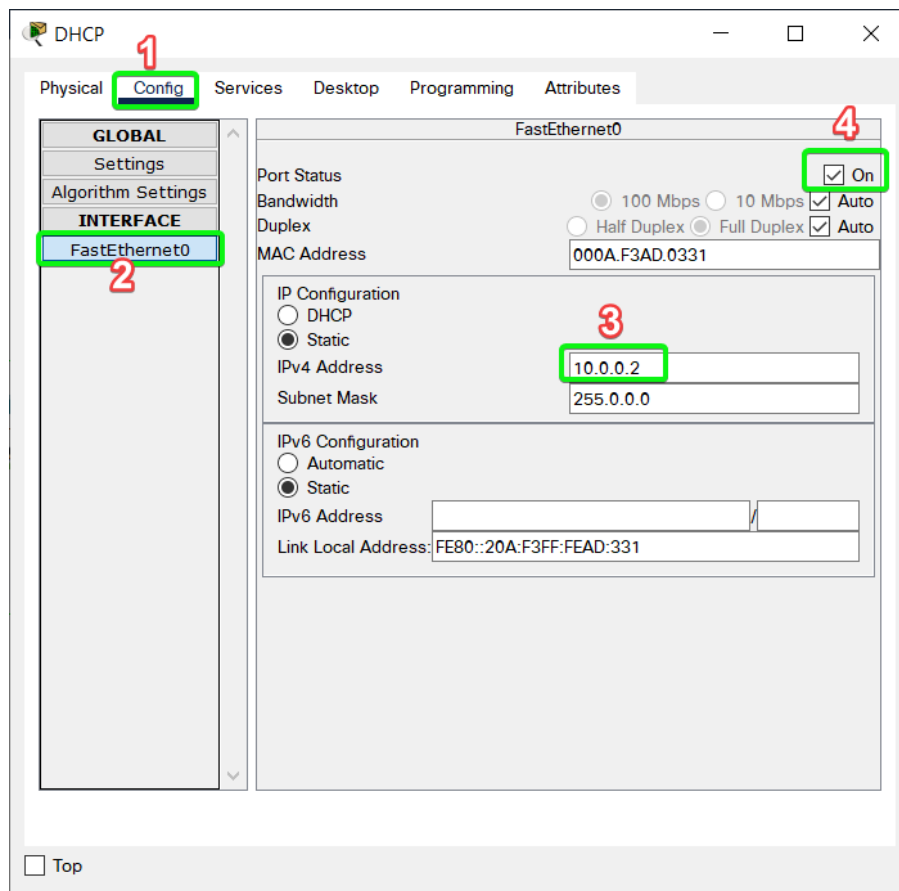 DHCP
1
Physical Config Services Desktop Programming Attributes
GLOBAL
Settings
Algorithm Settings
INTERFACE
FastEthernet0
2
FastEthernet0
4
Port Status On
Bandwidth 100 Mbps 10 Mbps Auto
Duplex Half Duplex Full Duplex Auto
MAC Address 000A.F3AD.0331
IP Configuration
DHCP
3
Static
IPv4 Address 10.0.0.2
Subnet Mask 255.0.0.0
IPv6 Configuration
Automatic
Static
IPv6 Address /
Link Local Address: FE80::20A:F3FF:FEAD:331
Top